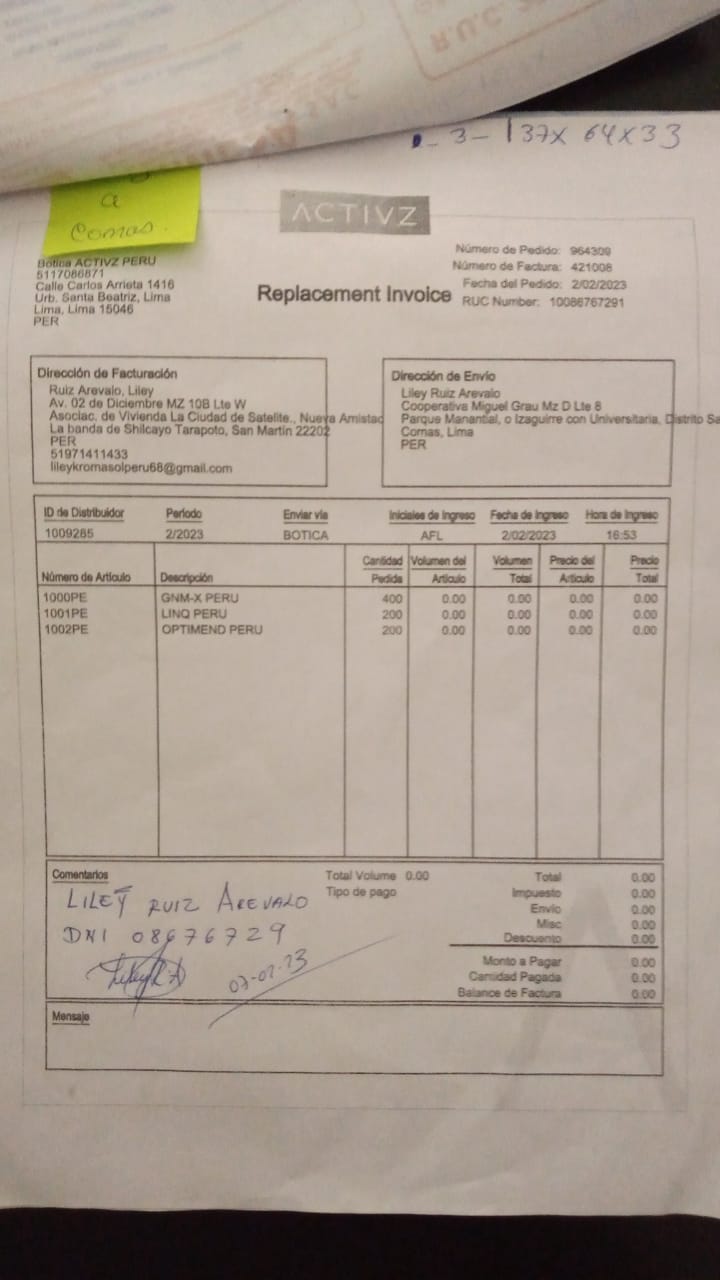 - 3 - 137x 64x33
a
Comas.
ACTIVZ
Botica ACTIVZ PERU
5117086871
Calle Carlos Arrieta 1416
Urb. Santa Beatriz, Lima
Lima, Lima 15046
PER
Replacement Invoice
Número de Pedido: 964309
Número de Factura: 421008
Fecha del Pedido: 2/02/2023
RUC Number: 10086767291
Dirección de Facturación
Ruiz Arevalo, Liley
Av. 02 de Diciembre MZ 10B Lte W
Asociac. de Vivienda La Ciudad de Satelite., Nueva Amistad
La banda de Shilcayo Tarapoto, San Martin 22202
PER
51971411433
lileykromasolperu68@gmail.com
Dirección de Envío
Liley Ruiz Arevalo
Cooperativa Miguel Grau Mz D Lte 8
Parque Manantial, o Izaguirre con Universitaria, Distrito Sa
Comas, Lima
PER
ID de Distribuidor Período Enviar vía Iniciales de Ingreso Fecha de Ingreso Hora de Ingreso
1009285 2/2023 BOTICA AFL 2/02/2023 16:53
Número de Artículo Descripción Cantidad Pedida Volumen del Artículo Volumen Total Precio del Artículo Precio Total
1000PE GNM-X PERU 400 0.00 0.00 0.00 0.00
1001PE LINQ PERU 200 0.00 0.00 0.00 0.00
1002PE OPTIMEND PERU 200 0.00 0.00 0.00 0.00
Comentarios
LILEY RUIZ AREVALO
DNI 08676729
07-02-23
Total Volume 0.00
Tipo de pago
Total 0.00
Impuesto 0.00
Envío 0.00
Misc 0.00
Descuento 0.00
Monto a Pagar 0.00
Cantidad Pagada 0.00
Balance de Factura 0.00
Mensaje